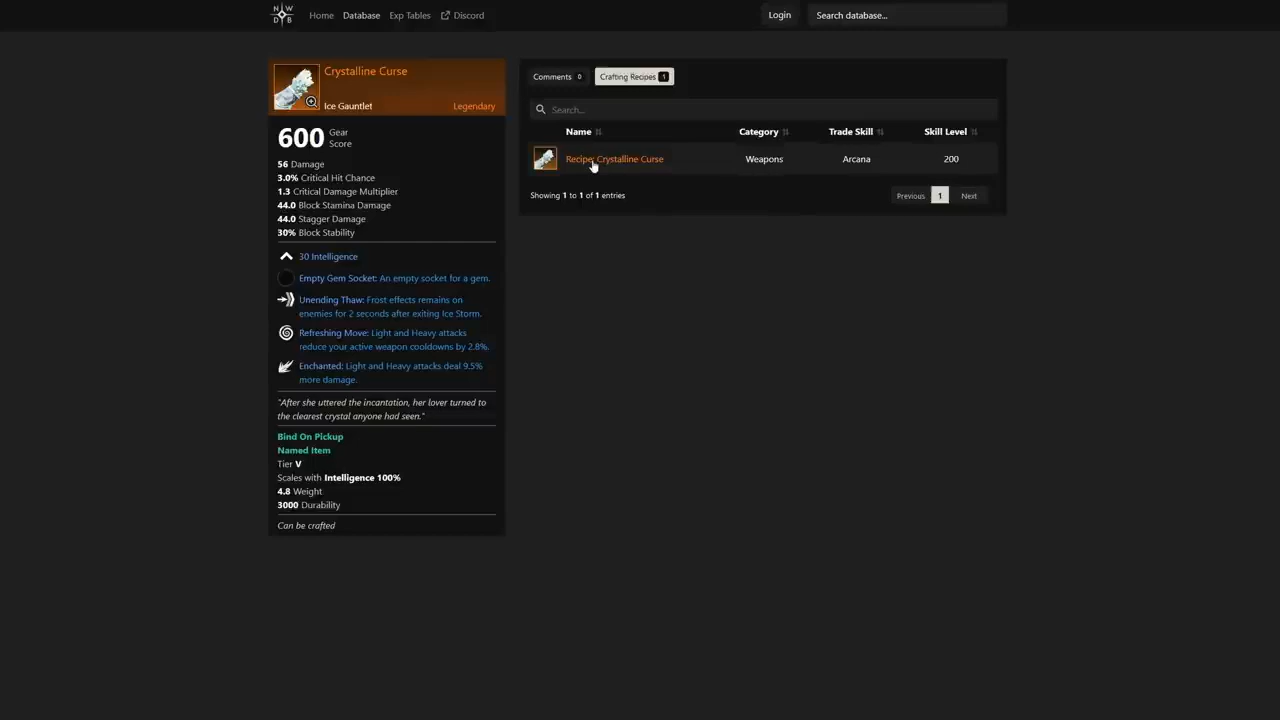 NW
DB
Home
Database
Exp Tables
Discord
Login
Search database...
Crystalline Curse
Ice Gauntlet
Legendary
600 Gear Score
56 Damage
3.0% Critical Hit Chance
1.3 Critical Damage Multiplier
44.0 Block Stamina Damage
44.0 Stagger Damage
30% Block Stability
30 Intelligence
Empty Gem Socket: An empty socket for a gem.
Unending Thaw: Frost effects remains on
enemies for 2 seconds after exiting Ice Storm.
Refreshing Move: Light and Heavy attacks
reduce your active weapon cooldowns by 2.8%.
Enchanted: Light and Heavy attacks deal 9.5%
more damage.
"After she uttered the incantation, her lover turned to
the clearest crystal anyone had seen."
Bind On Pickup
Named Item
Tier V
Scales with Intelligence 100%
4.8 Weight
3000 Durability
Can be crafted
Comments 0
Crafting Recipes 1
Search...
Name
Category
Trade Skill
Skill Level
Recipe: Crystalline Curse
Weapons
Arcana
200
Showing 1 to 1 of 1 entries
Previous
1
Next